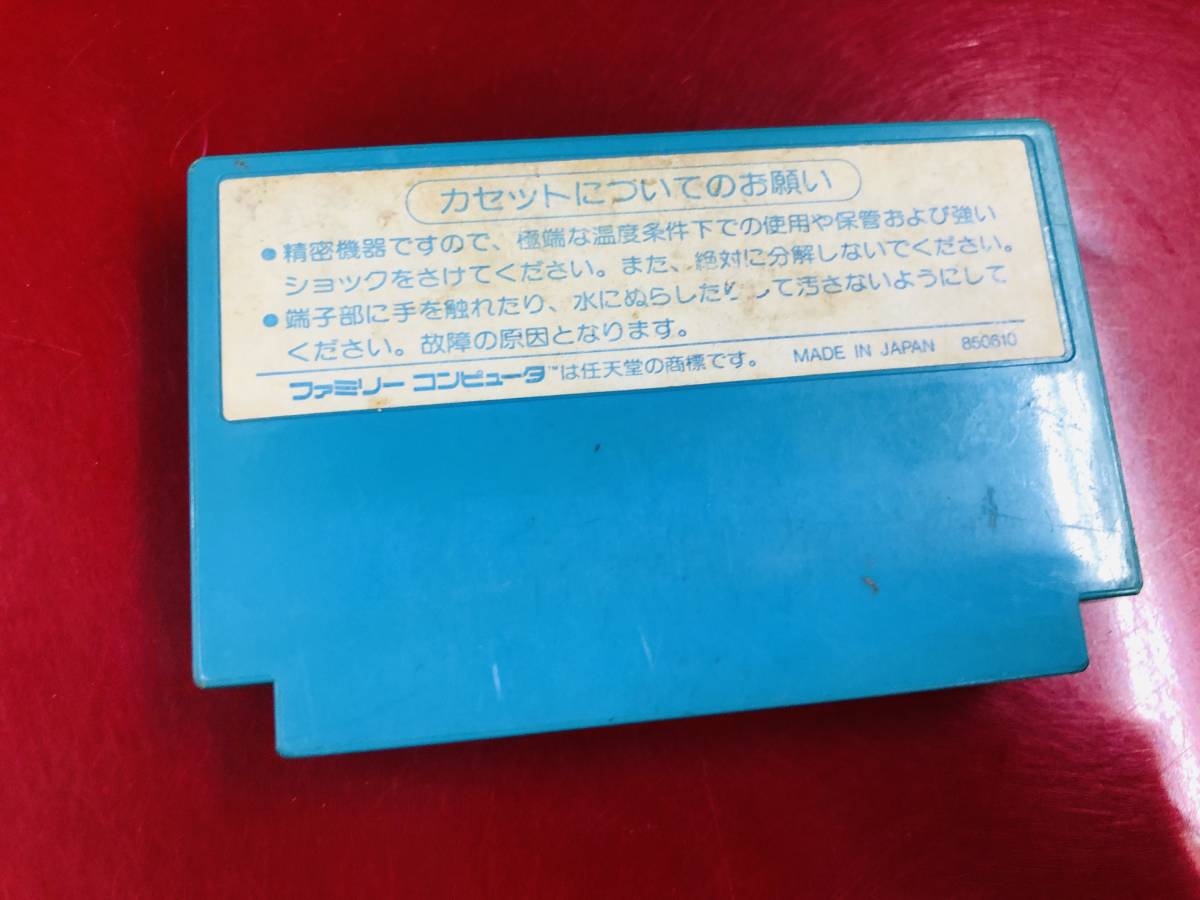 カセットについてのお願い
●精密機器ですので、極端な温度条件下での使用や保管および強い
ショックをさけてください。また、絶対に分解しないでください。
●端子部に手を触れたり、水にぬらしたりして汚さないようにして
ください。故障の原因となります。
ファミリーコンピュータ™は任天堂の商標です。 MADE IN JAPAN 850610